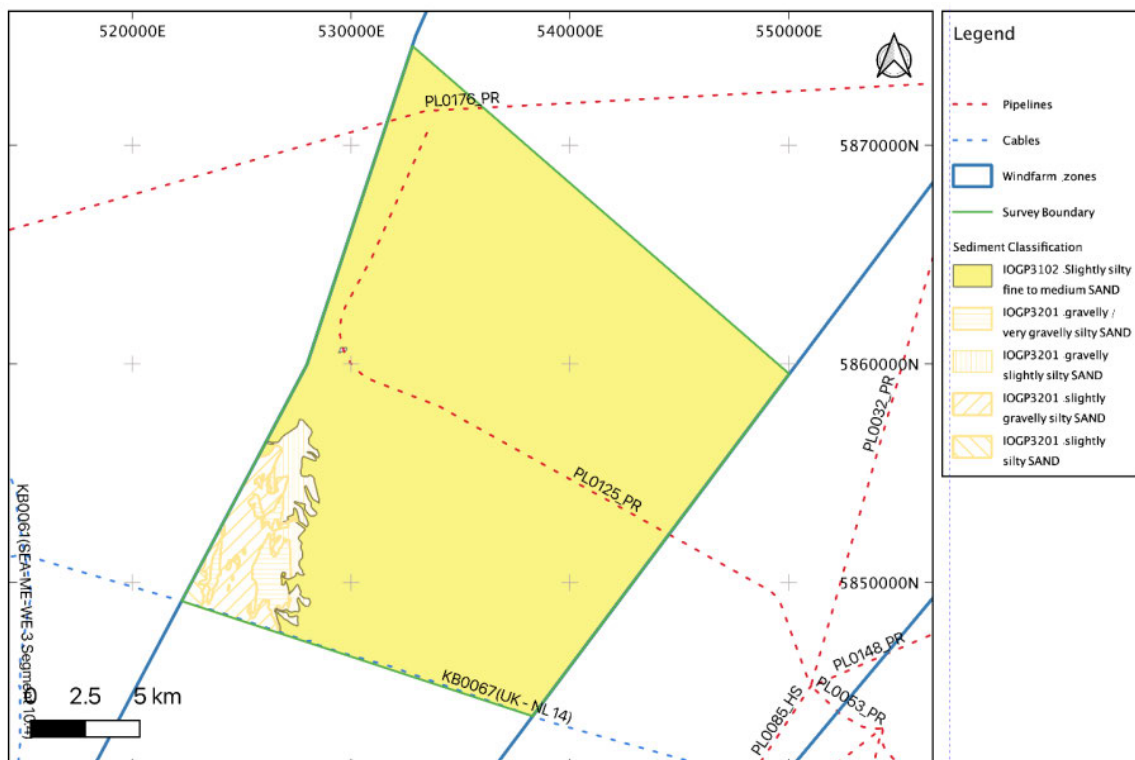 520000E
530000E
540000E
550000E
PL0176_PR
5870000N
5860000N
PL0032_PR
PL0125_PR
5850000N
KB0061(SEA-ME-WE-3 Segment 10.4)
PL0148_PR
KB0067(UK - NL 14)
PL0053_PR
PL0085_HS
0 2.5 5 km
Legend
Pipelines
Cables
Windfarm .zones
Survey Boundary
Sediment Classification
IOGP3102 .Slightly silty
fine to medium SAND
IOGP3201 .gravelly /
very gravelly silty SAND
IOGP3201 .gravelly
slightly silty SAND
IOGP3201 .slightly
gravelly silty SAND
IOGP3201 .slightly
silty SAND